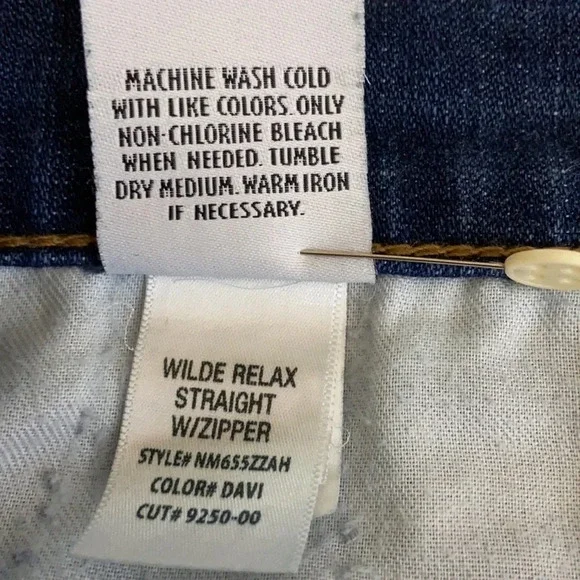 MACHINE WASH COLD
WITH LIKE COLORS. ONLY
NON-CHLORINE BLEACH
WHEN NEEDED. TUMBLE
DRY MEDIUM. WARM IRON
IF NECESSARY.
WILDE RELAX
STRAIGHT
W/ZIPPER
STYLE# NM655ZZAH
COLOR# DAVI
CUT# 9250-00